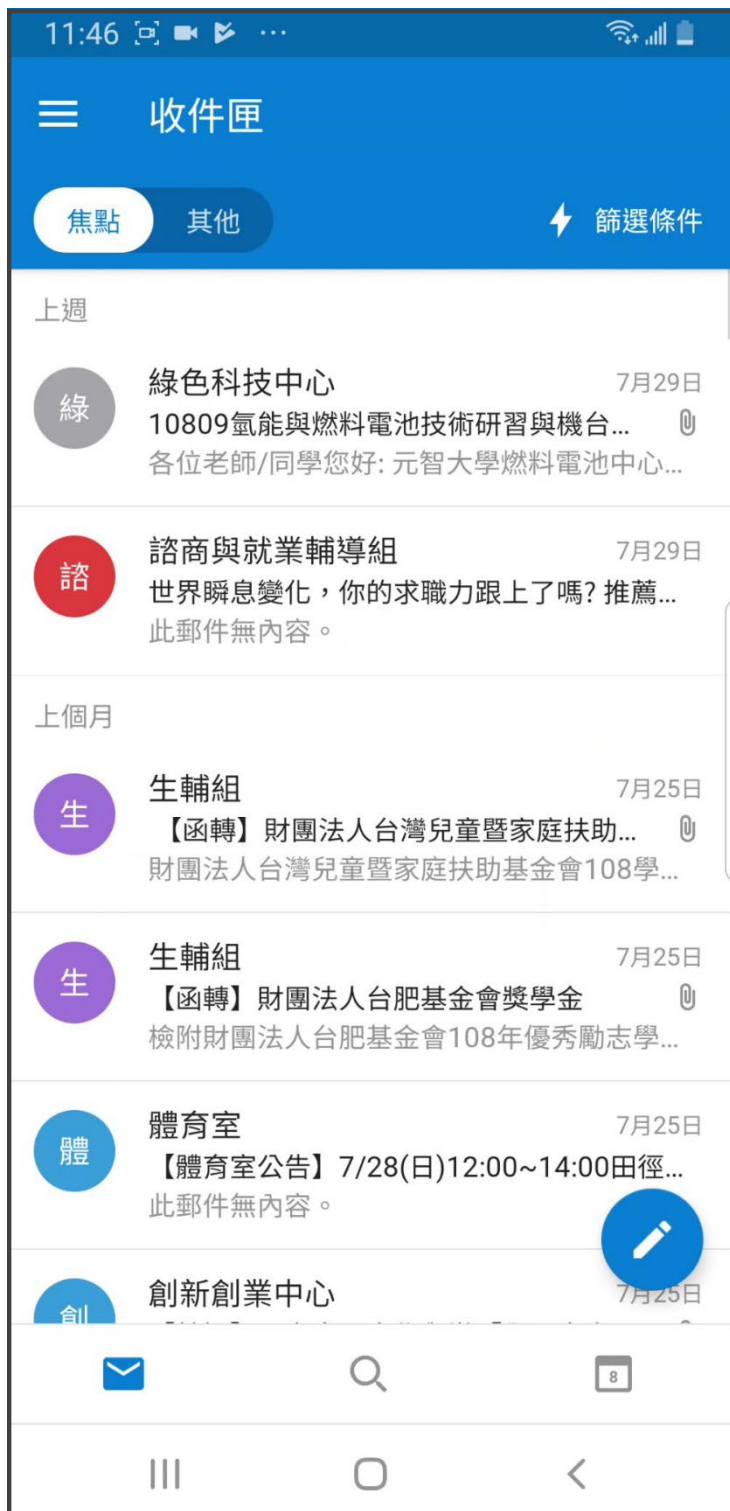 11:46
收件匣
焦點 其他 篩選條件
上週
綠
綠色科技中心 7月29日
10809氫能與燃料電池技術研習與機台...
各位老師/同學您好: 元智大學燃料電池中心...
諮
諮商與就業輔導組 7月29日
世界瞬息變化，你的求職力跟上了嗎? 推薦...
此郵件無內容。
上個月
生
生輔組 7月25日
【函轉】財團法人台灣兒童暨家庭扶助...
財團法人台灣兒童暨家庭扶助基金會108學...
生
生輔組 7月25日
【函轉】財團法人台肥基金會獎學金
檢附財團法人台肥基金會108年優秀勵志學...
體
體育室 7月25日
【體育室公告】7/28(日)12:00~14:00田徑...
此郵件無內容。
創
創新創業中心 7月25日
8